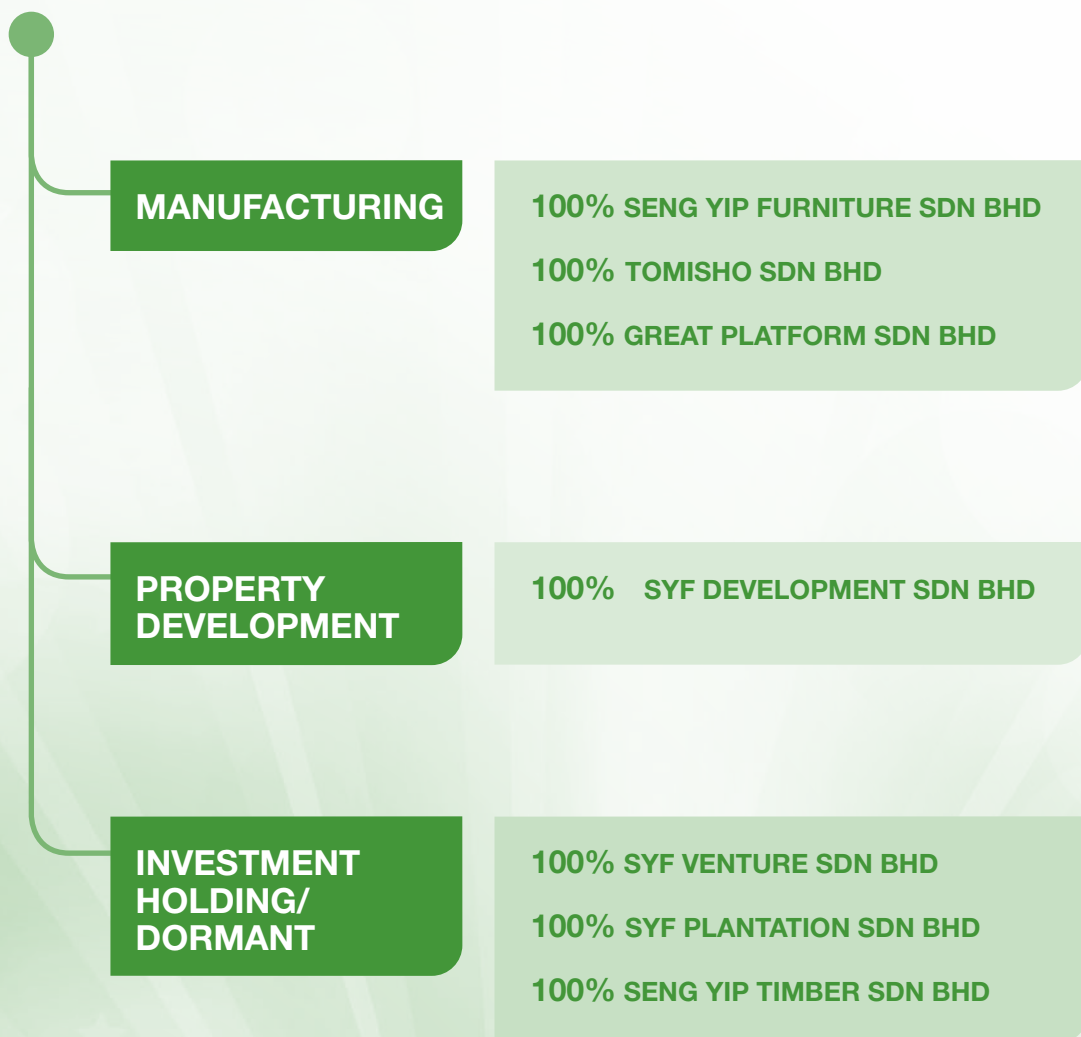 MANUFACTURING
100% SENG YIP FURNITURE SDN BHD
100% TOMISHO SDN BHD
100% GREAT PLATFORM SDN BHD
PROPERTY
DEVELOPMENT
100% SYF DEVELOPMENT SDN BHD
INVESTMENT
HOLDING/
DORMANT
100% SYF VENTURE SDN BHD
100% SYF PLANTATION SDN BHD
100% SENG YIP TIMBER SDN BHD